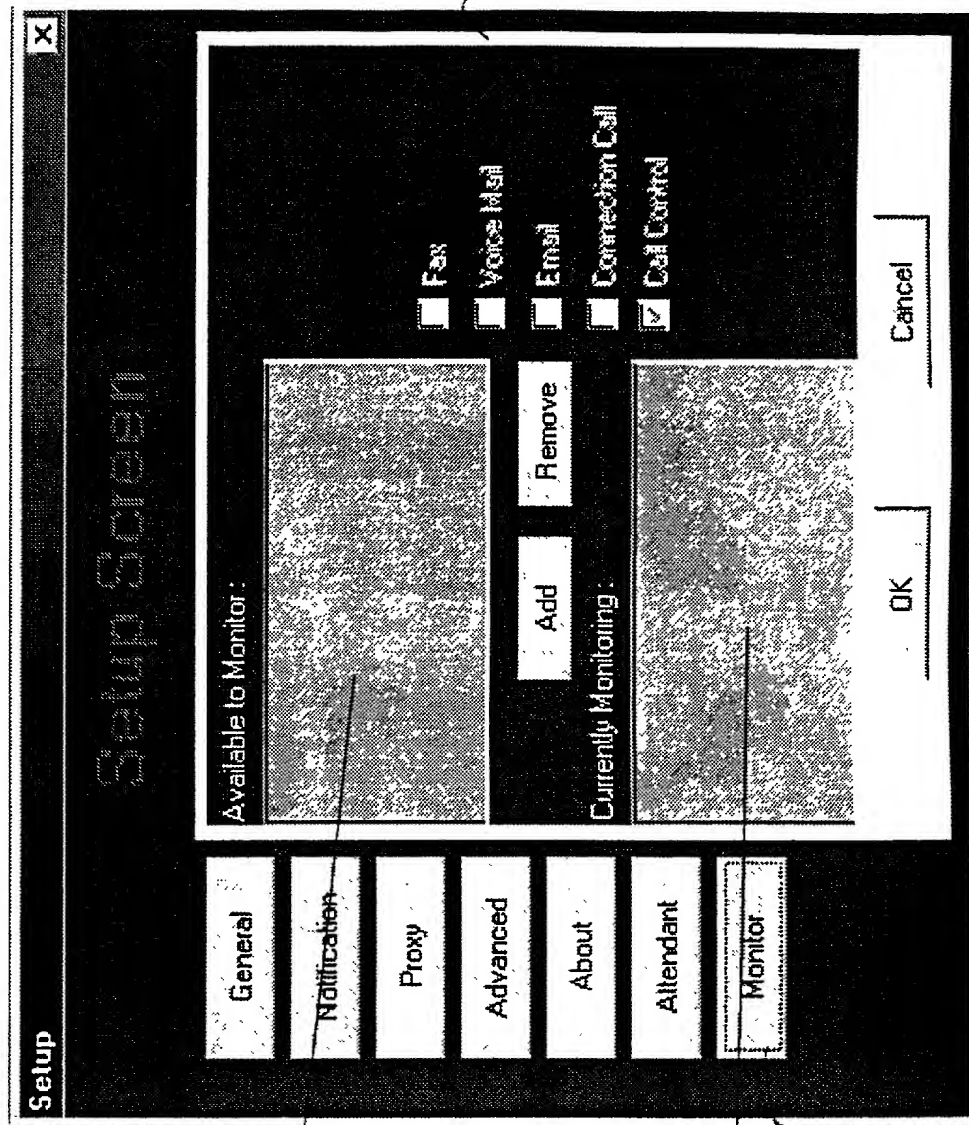 Setup
Setup Screen
General
Notification
Proxy
Advanced
About
Attendant
Monitor
Available to Monitor :
Add
Remove
Currently Monitoring :
Fax
Voice Mail
Email
Connection Call
Call Control
OK
Cancel